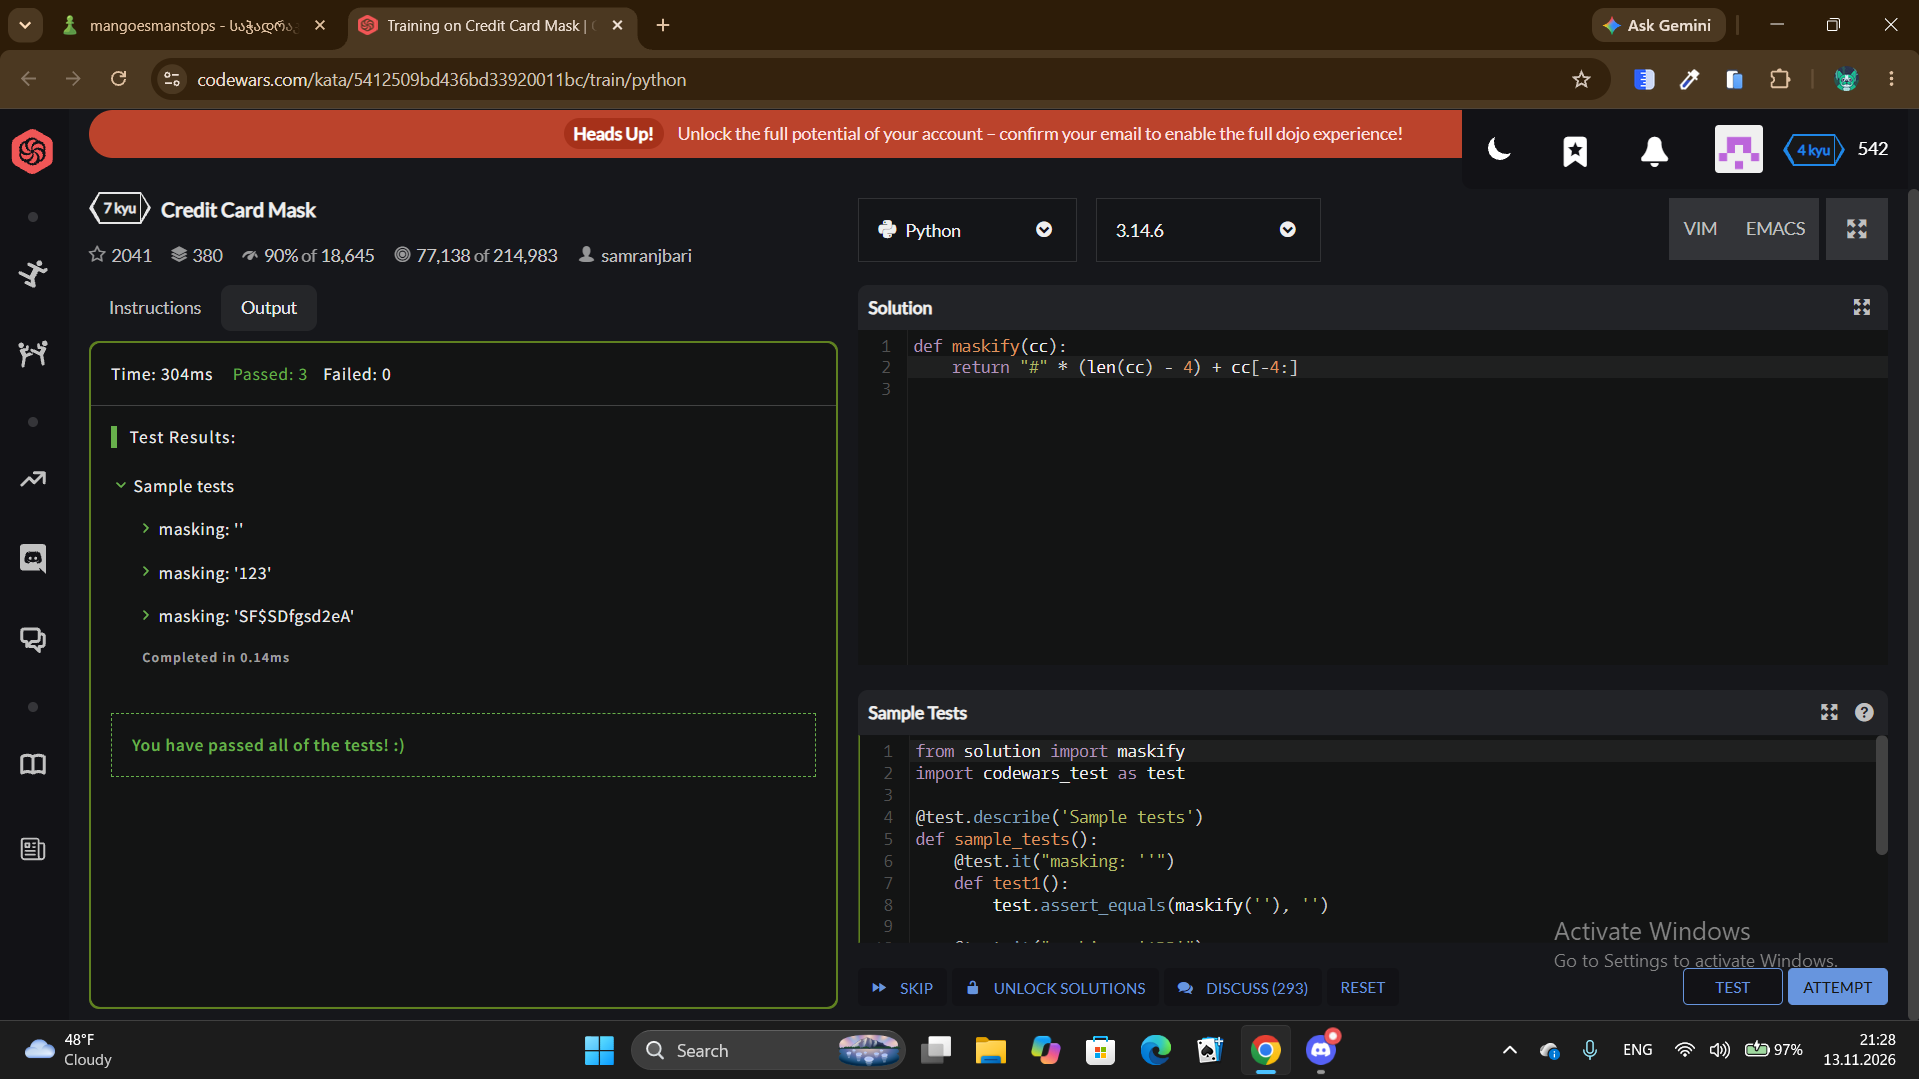 mangoesmanstops - საჭადრაკ
Training on Credit Card Mask |
Ask Gemini
codewars.com/kata/5412509bd436bd33920011bc/train/python
Heads Up! Unlock the full potential of your account – confirm your email to enable the full dojo experience!
4 kyu 542
7 kyu Credit Card Mask
2041 380 90% of 18,645 77,138 of 214,983 samranjbari
Python
3.14.6
VIM EMACS
Instructions Output
Time: 304ms Passed: 3 Failed: 0
Test Results:
Sample tests
masking: ''
masking: '123'
masking: 'SF$SDfgsd2eA'
Completed in 0.14ms
You have passed all of the tests! :)
Solution
1 def maskify(cc):
2 return "#" * (len(cc) - 4) + cc[-4:]
3
Sample Tests
?
1 from solution import maskify
2 import codewars_test as test
3
4 @test.describe('Sample tests')
5 def sample_tests():
6 @test.it("masking: ''")
7 def test1():
8 test.assert_equals(maskify(''), '')
9
Activate Windows
Go to Settings to activate Windows.
SKIP UNLOCK SOLUTIONS DISCUSS (293) RESET
TEST ATTEMPT
48°F
Cloudy
Search
ENG
97%
21:28
13.11.2026